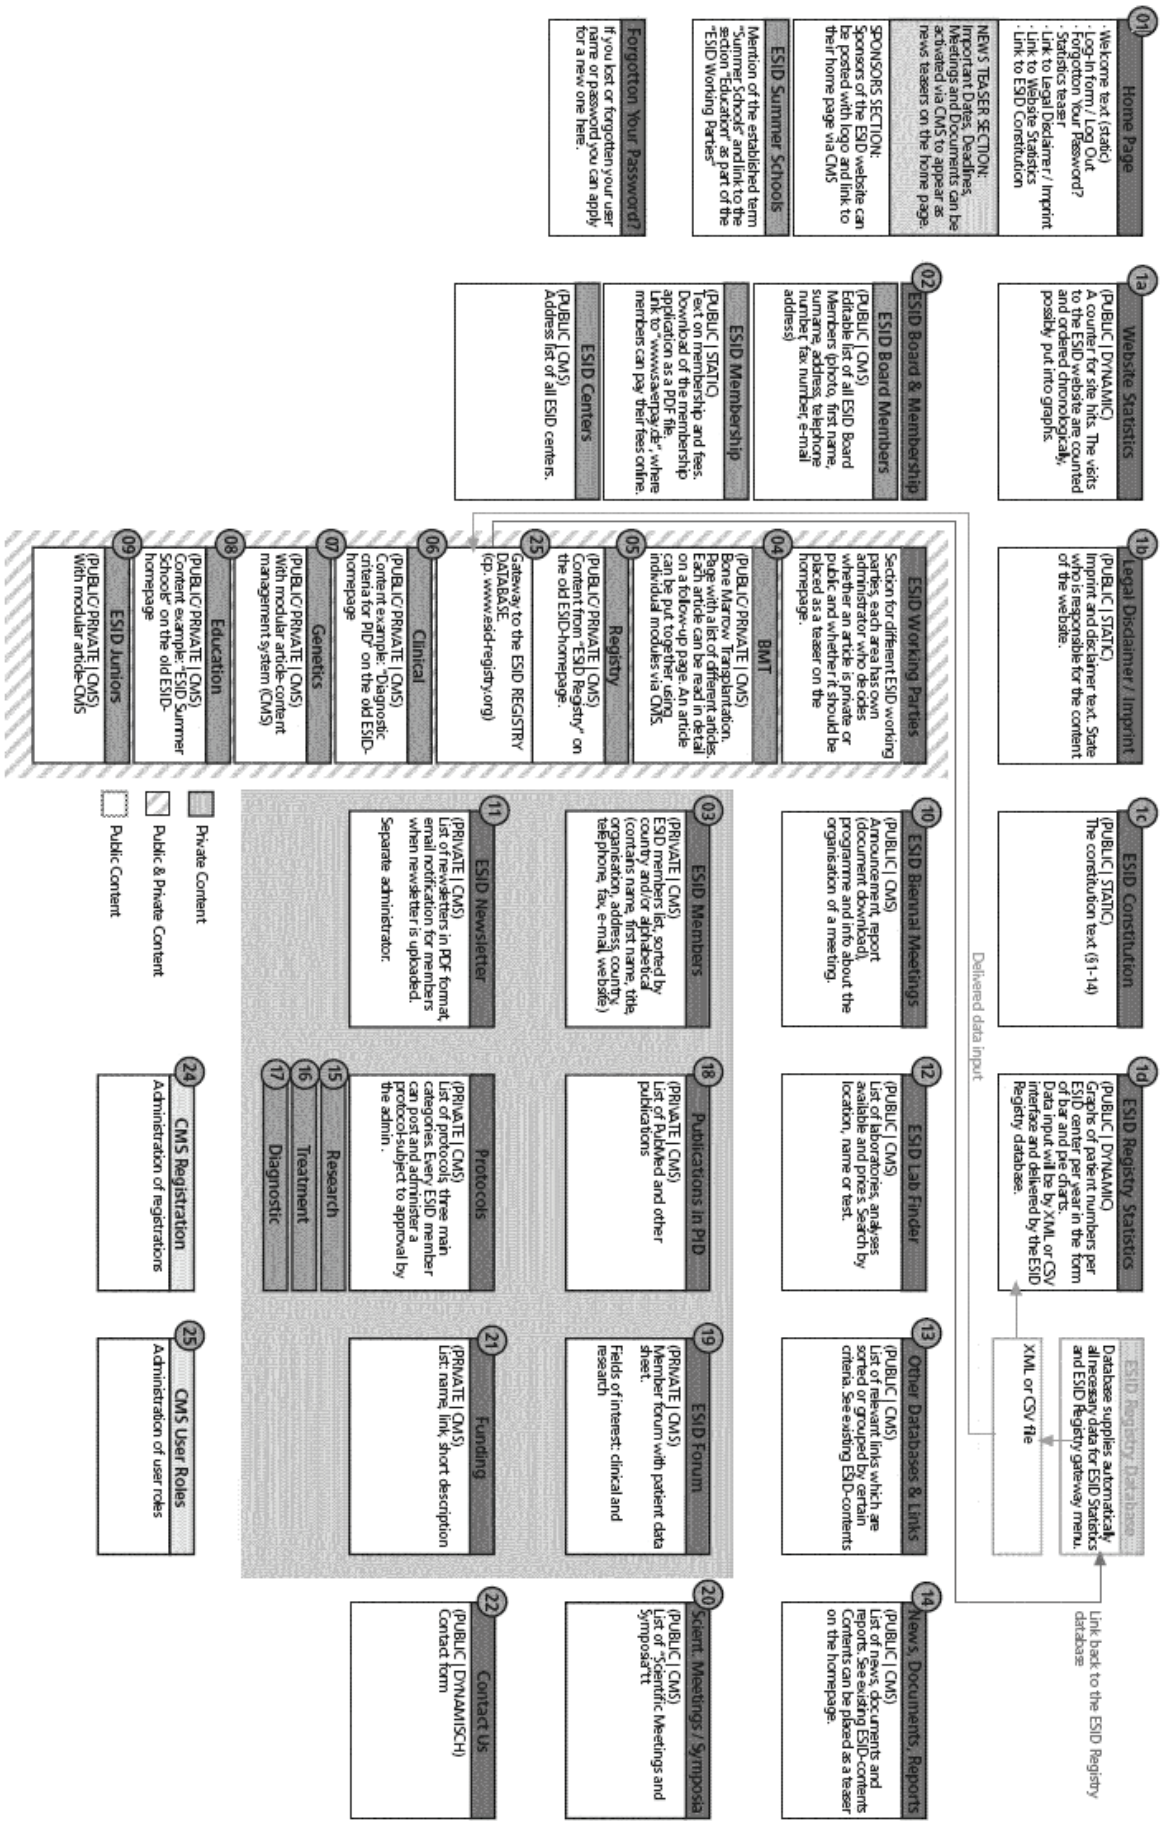 01
Home Page
· Welcome text (static)
· Log-In form / Log Out
· Forgotton Your Password?
· Statistics teaser
· Link to Legal Disclaimer / Imprint
· Link to Website Statistics
· Link to ESID Constitution
NEWS TEASER SECTION:
Important Dates, Deadlines,
Meetings and Documents can be
activated via CMS to appear as
news teasers on the home page.
SPONSORS SECTION:
Sponsors of the ESID website can
be posted with logo and link to
their home page via CMS
ESID Summer Schools
Mention of the established term
"Summer Schools" and link to the
section "Education" as part of the
"ESID Working Parties"
Forgotton Your Password?
If you lost or forgotten your user
name or password you can apply
for a new one here.
1a
Website Statistics
(PUBLIC | DYNAMIC)
A counter for site hits. The visits
to the ESID website are counted
and ordered chronologically,
possibly put into graphs.
02
ESID Board & Membership
ESID Board Members
(PUBLIC | CMS)
Editable list of all ESID Board
Members (photo, first name,
surname, address, telephone
number, fax number, e-mail
address)
ESID Membership
(PUBLIC | STATIC)
Text on membership and fees.
Download of the membership
application as a PDF file.
Link to "www.saverpay.de", where
members can pay their fees online.
ESID Centers
(PUBLIC | CMS)
Address list of all ESID centers.
1b
Legal Disclaimer / Imprint
(PUBLIC | STATIC)
Imprint and disclaimer text. State
who is responsible for the content
of the website.
ESID Working Parties
Section for different ESID working
parties, each area has own
administrator who decides
whether an article is private or
public and whether it should be
placed as a teaser on the
homepage.
04
BMT
(PUBLIC/PRIVATE | CMS)
Bone Marrow Transplantation.
Page with a list of different articles.
Each article can be read in detail
on a follow-up page. An article
can be put together using
individual modules via CMS.
05
Registry
(PUBLIC/PRIVATE | CMS)
Content from "ESID Registry" on
the old ESID-homepage.
25
Gateway to the ESID REGISTRY
DATABASE.
(cp. www.esid-registry.org)
06
Clinical
(PUBLIC/PRIVATE | CMS)
Content example: "Diagnostic
criteria for PID" on the old ESID-
homepage
07
Genetics
(PUBLIC/PRIVATE | CMS)
With modular article-content
management system (CMS)
08
Education
(PUBLIC/PRIVATE | CMS)
Content example: "ESID Summer
School" on the old ESID-
homepage
09
ESID Juniors
(PUBLIC/PRIVATE | CMS)
With modular article-CMS
1c
ESID Constitution
(PUBLIC | STATIC)
The constitution text (§1-14)
10
ESID Biennal Meetings
(PUBLIC | CMS)
Announcement, report
(document download),
programme and info about the
organisation of a meeting.
03
ESID Members
(PRIVATE | CMS)
ESID members list, sorted by
country and/or alphabetical
(contains name, first name, title,
organisation, address, country,
telephone, fax, e-mail, website)
11
ESID Newsletter
(PRIVATE | CMS)
List of newsletters in PDF format,
email notification for members
when newsletter is uploaded.
Separate administrator.
Private Content
Public & Private Content
Public Content
Delivered data input
1d
ESID Registry Statistics
(PUBLIC | DYNAMIC)
Graphs of patient numbers per
ESID center per year in the form
of bar and pie charts.
Data input will be by XML or CSV
interface and delivered by the ESID
Registry database.
12
ESID Lab Finder
(PUBLIC | CMS)
List of laboratories, analyses,
available and prices. Search by
location, name or test.
18
Publications in PID
(PRIVATE | CMS)
List of PubMed and other
publications
Protocols
(PRIVATE | CMS)
List of protocols, three main
categories. Every ESID member
can post and administer a
protocol-subject to approval by
the admin.
15
Research
16
Treatment
17
Diagnostic
24
CMS Registration
Administration of registrations
ESID Registry Database
Database supplies automatically
all necessary data for ESID Statistics
and ESID Registry gateway menu.
XML or CSV file
13
Other Databases & Links
(PUBLIC | CMS)
List of relevant links which are
sorted or grouped by certain
criteria. See existing ESID-contents
19
ESID Forum
(PRIVATE | CMS)
Member forum with patient data
sheet.
Fields of interest: clinical and
research
21
Funding
(PRIVATE | CMS)
List: name, link, short description
25
CMS User Roles
Administration of user roles
Link back to the ESID Registry
database
14
News, Documents, Reports
(PUBLIC | CMS)
List of news, documents and
reports. See existing ESID-contents
Contents can be placed as a teaser
on the homepage.
20
Scient. Meetings / Symposia
(PUBLIC | CMS)
List of "Scientific Meetings and
Symposia"tt
22
Contact Us
(PUBLIC | DYNAMISCH)
Contact form